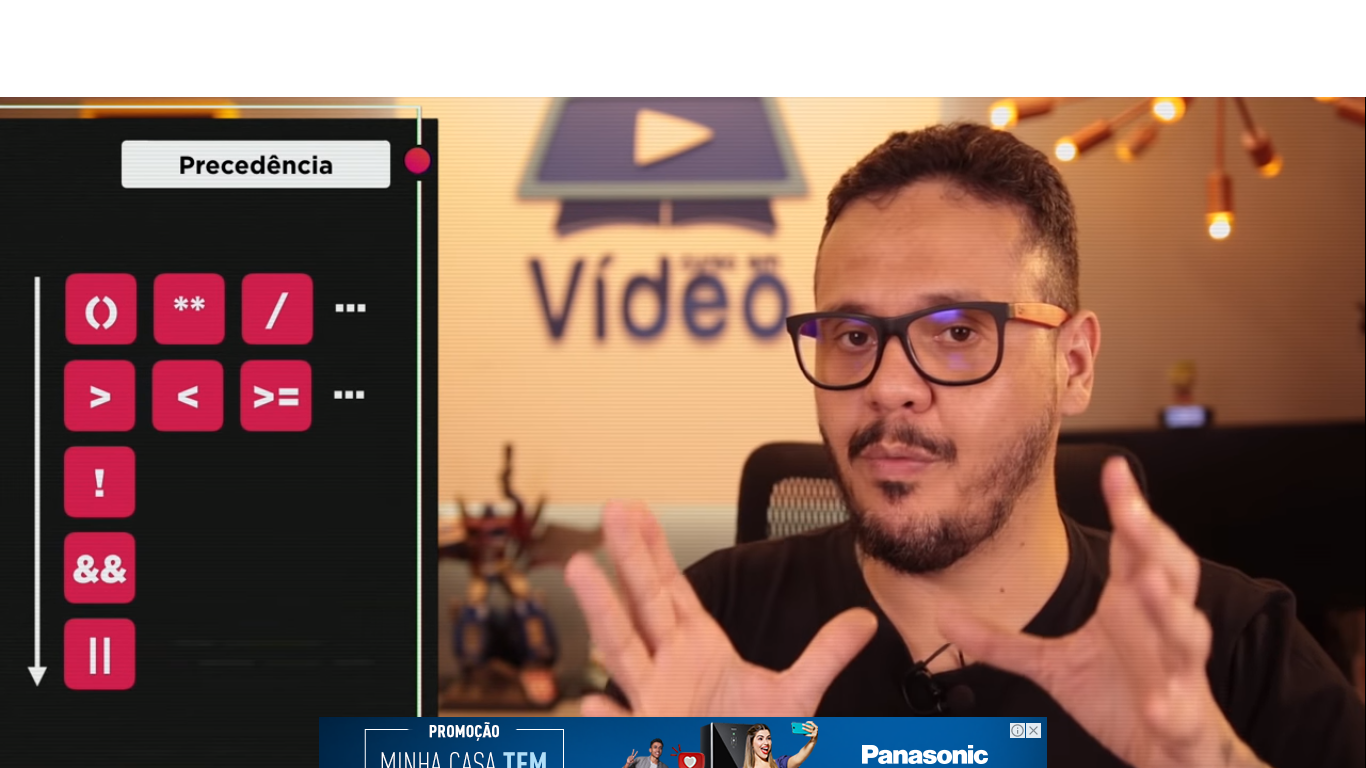 Precedência
() ** / ...
> < >= ...
!
&&
||
Vídeo
PROMOÇÃO
MINHA CASA TEM
Panasonic